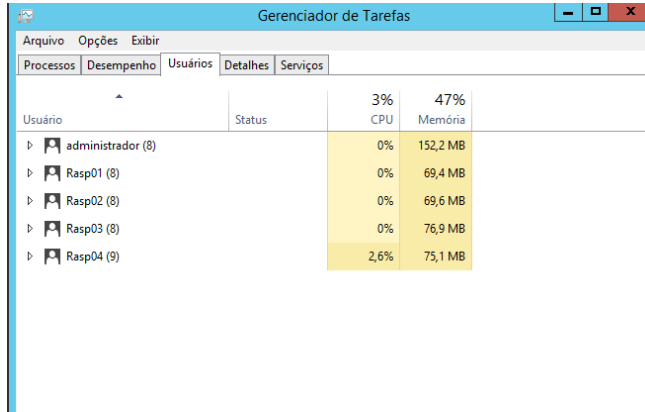 Gerenciador de Tarefas
Arquivo Opções Exibir
Processos Desempenho Usuários Detalhes Serviços
3% 47%
Usuário Status CPU Memória
administrador (8) 0% 152,2 MB
Rasp01 (8) 0% 69,4 MB
Rasp02 (8) 0% 69,6 MB
Rasp03 (8) 0% 76,9 MB
Rasp04 (9) 2,6% 75,1 MB